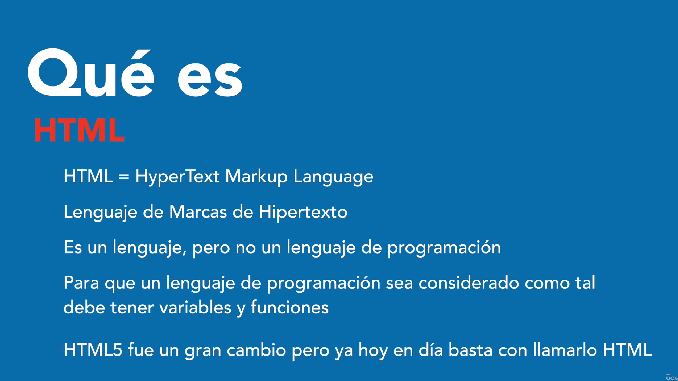 Qué es
HTML
HTML = HyperText Markup Language
Lenguaje de Marcas de Hipertexto
Es un lenguaje, pero no un lenguaje de programación
Para que un lenguaje de programación sea considerado como tal
debe tener variables y funciones
HTML5 fue un gran cambio pero ya hoy en día basta con llamarlo HTML